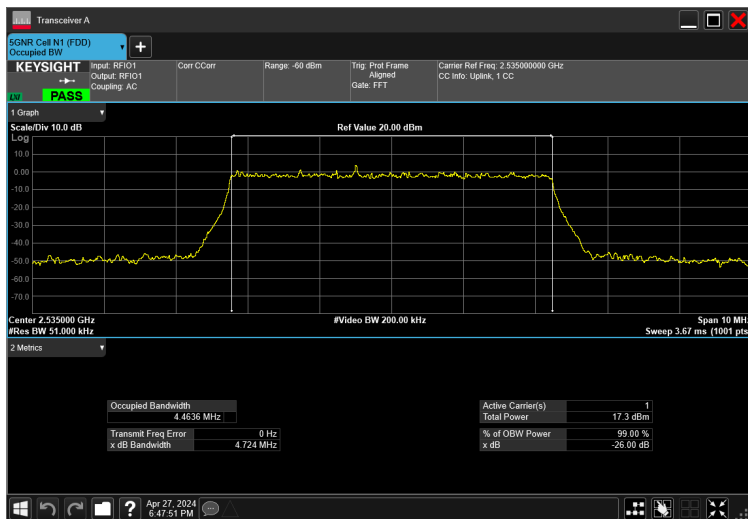 Transceiver A
5GNR Cell N1 (FDD)
Occupied BW
+
KEYSIGHT
LXI
PASS
Input: RFIO1
Output: RFIO1
Coupling: AC
Corr CCorr
Range: -60 dBm
Trig: Prot Frame
Aligned
Gate: FFT
Carrier Ref Freq: 2.535000000 GHz
CC Info: Uplink, 1 CC
1 Graph
Scale/Div 10.0 dB
Ref Value 20.00 dBm
Log
10.0
0.00
-10.0
-20.0
-30.0
-40.0
-50.0
-60.0
-70.0
Center 2.535000 GHz
#Video BW 200.00 kHz
Span 10 MH
#Res BW 51.000 kHz
Sweep 3.67 ms (1001 pts
2 Metrics
Occupied Bandwidth
4.4636 MHz
Transmit Freq Error 0 Hz
x dB Bandwidth 4.724 MHz
Active Carrier(s) 1
Total Power 17.3 dBm
% of OBW Power 99.00 %
x dB -26.00 dB
?
Apr 27, 2024
6:47:51 PM